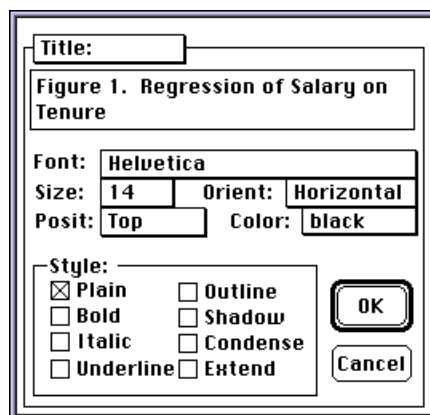 Title:
Figure 1. Regression of Salary on
Tenure
Font: Helvetica
Size: 14 Orient: Horizontal
Posit: Top Color: black
Style:
Plain Outline
Bold Shadow
Italic Condense
Underline Extend
OK
Cancel